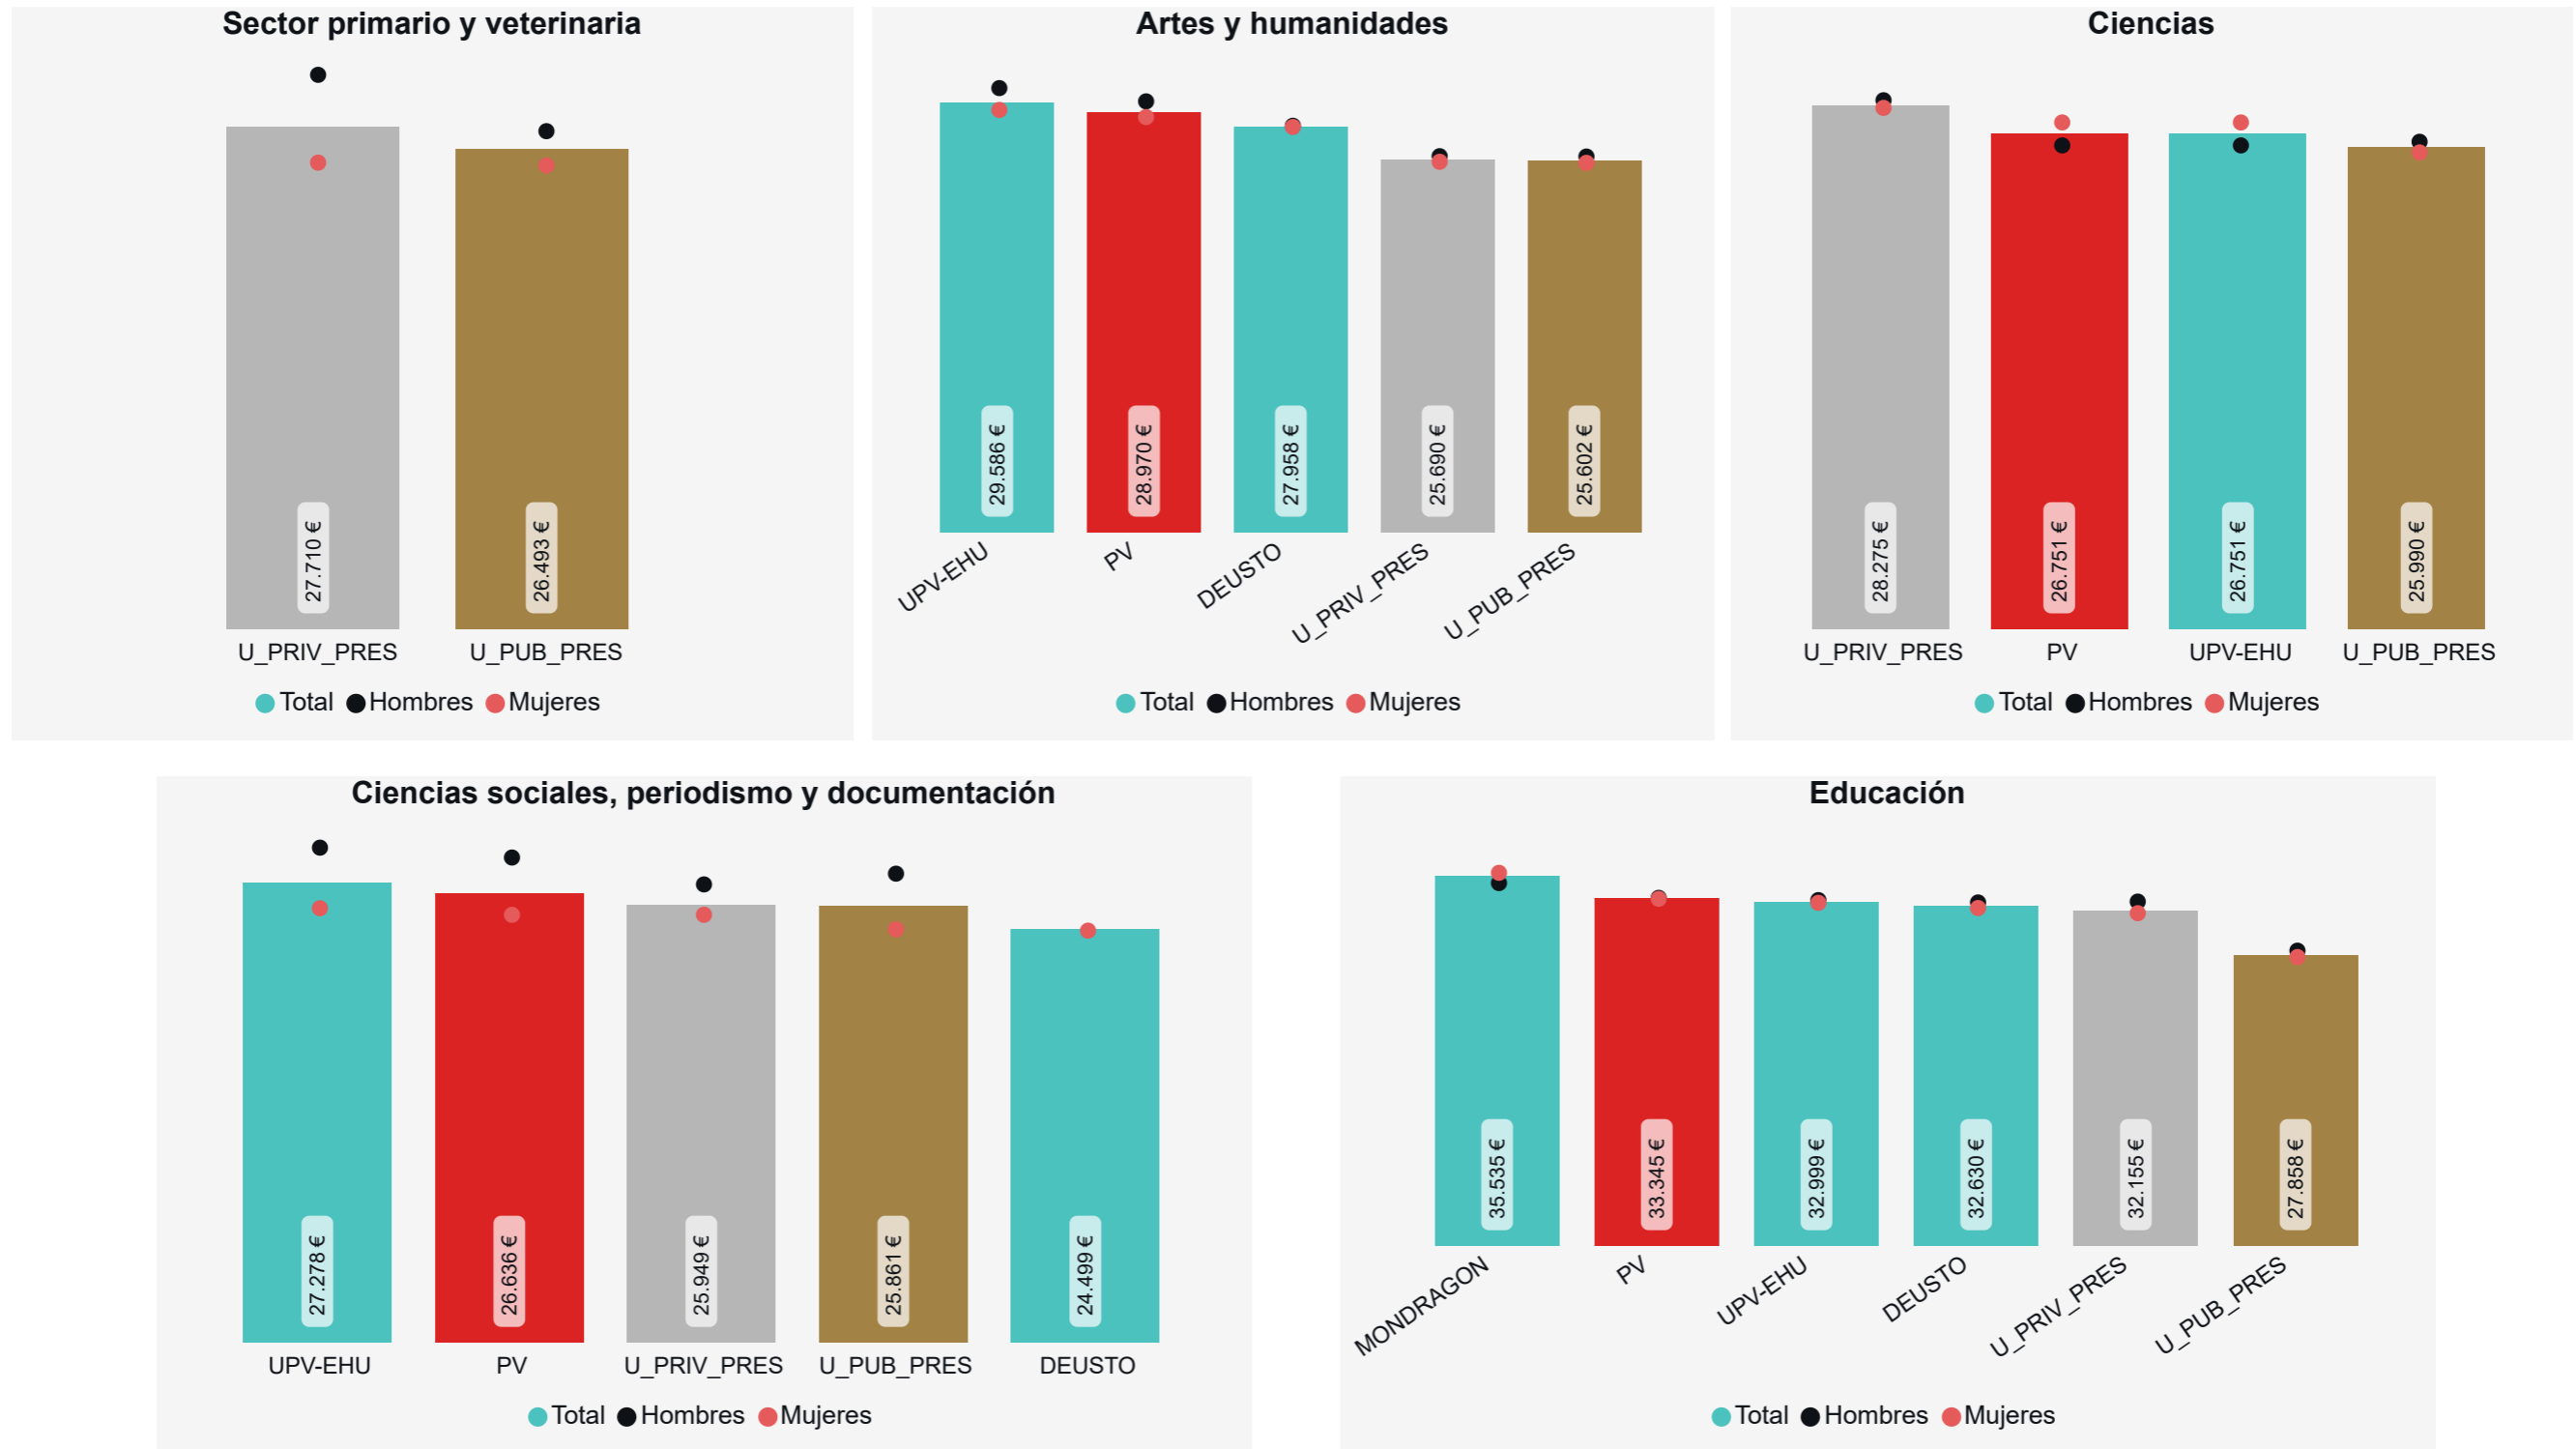 Sector primario y veterinaria
27.710 €
26.493 €
U_PRIV_PRES
U_PUB_PRES
Total Hombres Mujeres
Artes y humanidades
29.586 €
28.970 €
27.958 €
25.690 €
25.602 €
UPV-EHU
PV
DEUSTO
U_PRIV_PRES
U_PUB_PRES
Total Hombres Mujeres
Ciencias
28.275 €
26.751 €
26.751 €
25.990 €
U_PRIV_PRES
PV
UPV-EHU
U_PUB_PRES
Total Hombres Mujeres
Ciencias sociales, periodismo y documentación
27.278 €
26.636 €
25.949 €
25.861 €
24.499 €
UPV-EHU
PV
U_PRIV_PRES
U_PUB_PRES
DEUSTO
Total Hombres Mujeres
Educación
35.535 €
33.345 €
32.999 €
32.630 €
32.155 €
27.858 €
MONDRAGON
PV
UPV-EHU
DEUSTO
U_PRIV_PRES
U_PUB_PRES
Total Hombres Mujeres